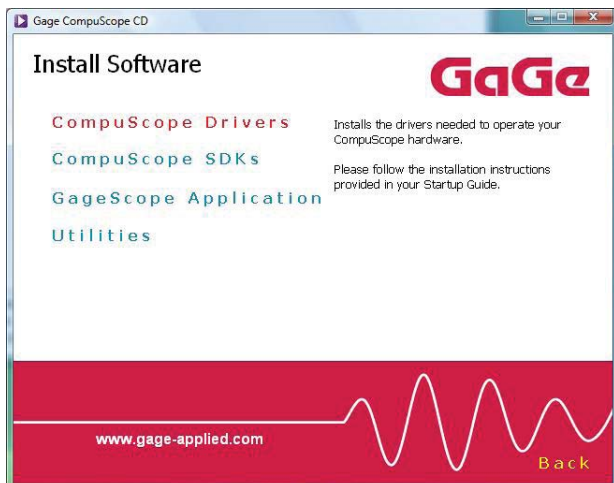 Gage CompuScope CD
Install Software
GaGe
CompuScope Drivers
CompuScope SDKs
GageScope Application
Utilities
Installs the drivers needed to operate your
CompuScope hardware.
Please follow the installation instructions
provided in your Startup Guide.
www.gage-applied.com
Back